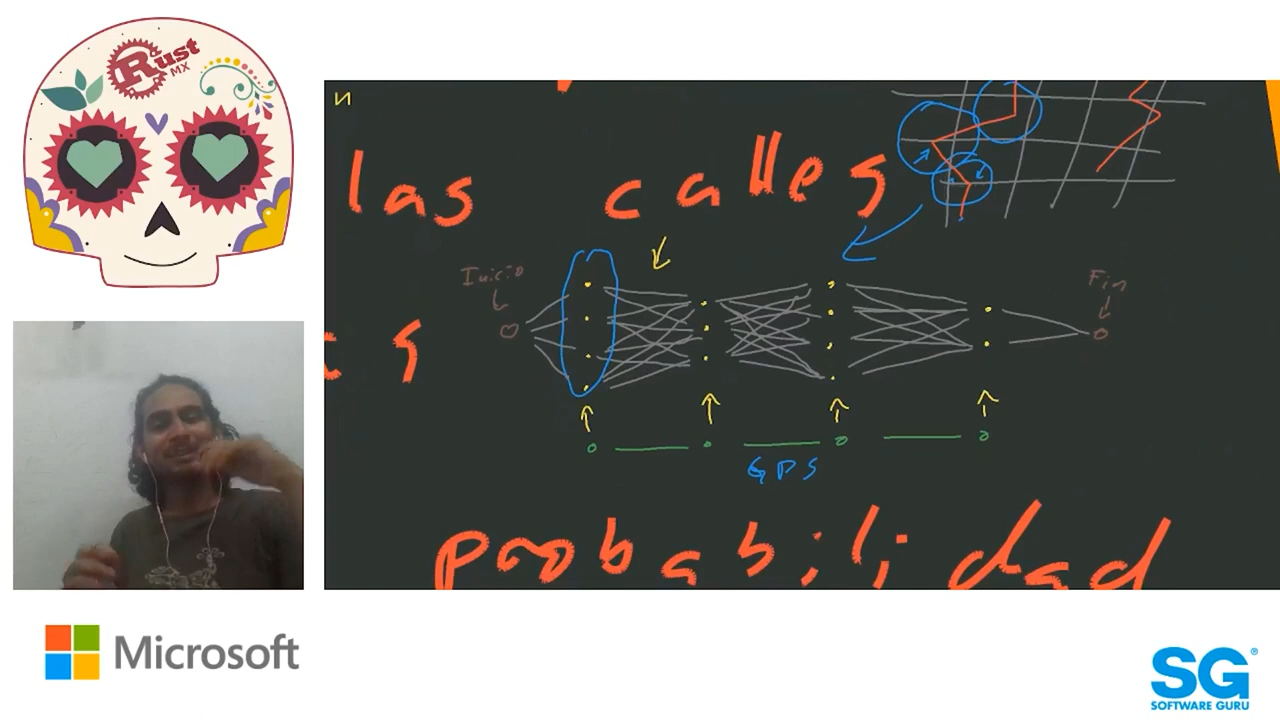 Rust
MX
las calles
Inicio
Fin
s
GPS
probabilidad
Microsoft
SG
SOFTWARE GURU